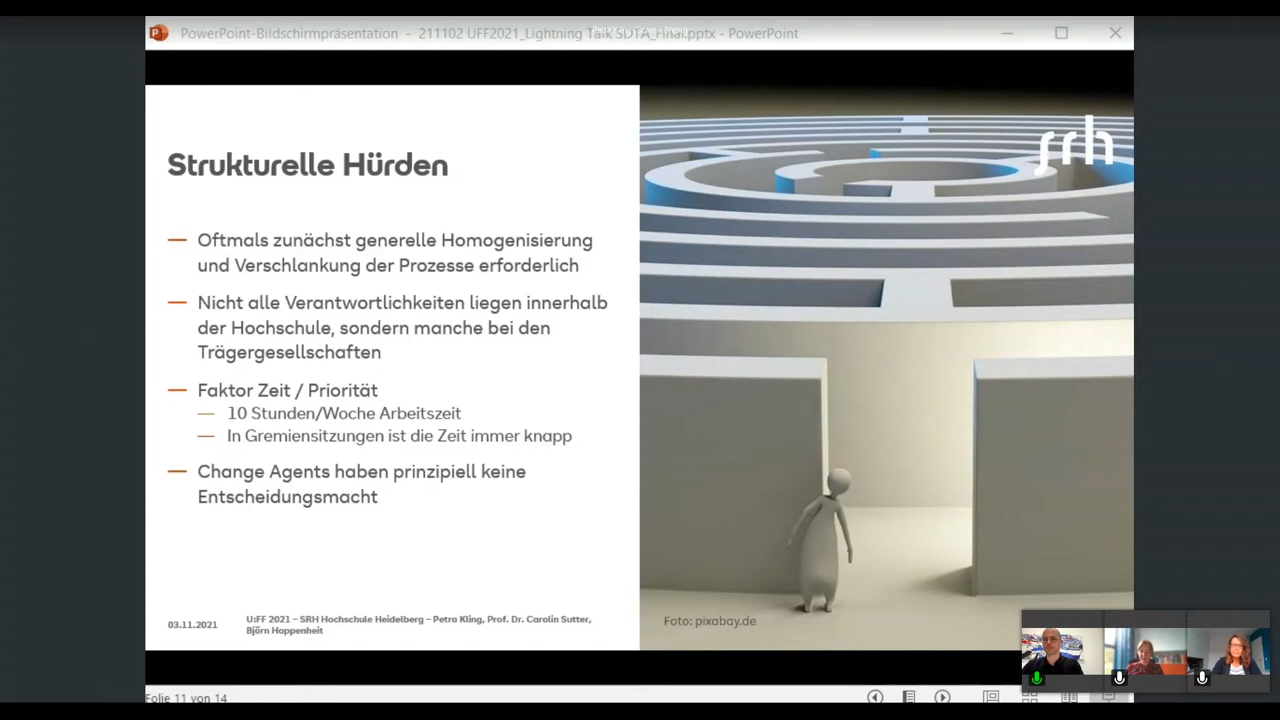 PowerPoint-Bildschirmpräsentation - 211102 UFF2021_Lightning Talk SUTA_Final.pptx - PowerPoint
srh
Strukturelle Hürden
— Oftmals zunächst generelle Homogenisierung
und Verschlankung der Prozesse erforderlich
— Nicht alle Verantwortlichkeiten liegen innerhalb
der Hochschule, sondern manche bei den
Trägergesellschaften
— Faktor Zeit / Priorität
— 10 Stunden/Woche Arbeitszeit
— In Gremiensitzungen ist die Zeit immer knapp
— Change Agents haben prinzipiell keine
Entscheidungsmacht
03.11.2021
U:FF 2021 – SRH Hochschule Heidelberg – Petra Kling, Prof. Dr. Carolin Sutter,
Björn Hoppenheit
Foto: pixabay.de
Folie 11 von 14